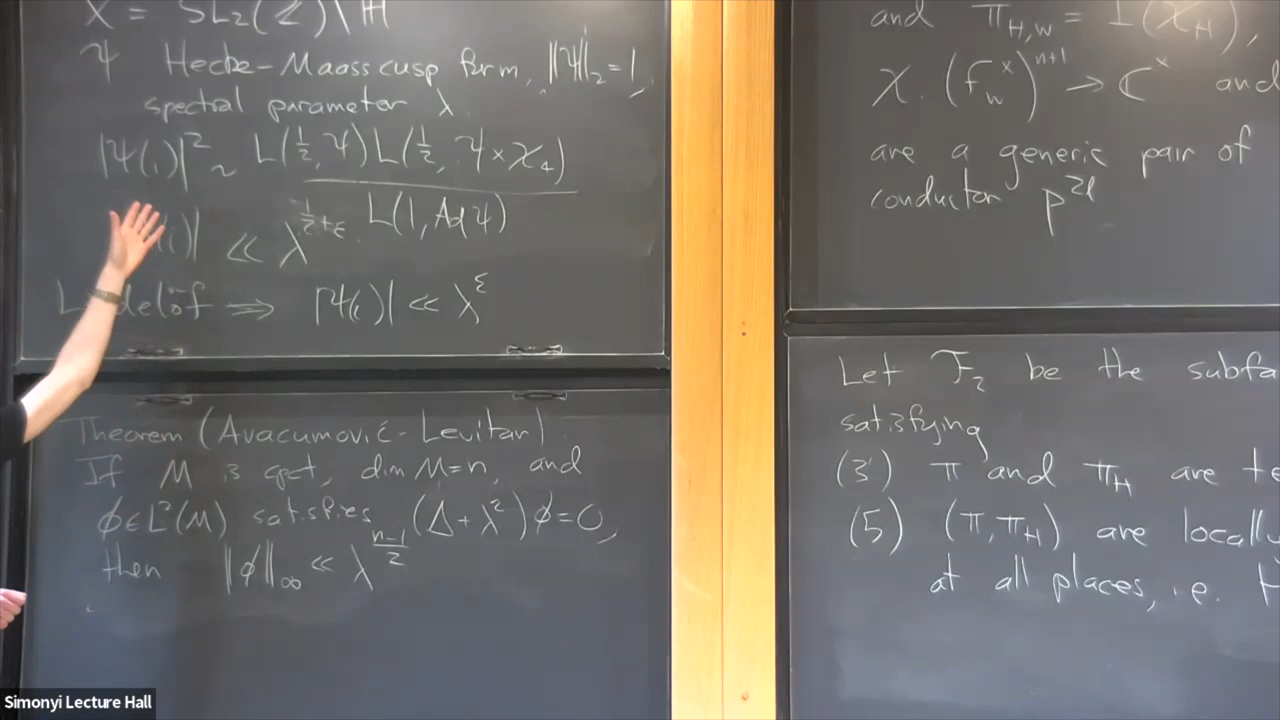 X = SL₂(ℤ)\ℍ
ψ Hecke-Maass cusp form, ‖ψ‖₂=1,
spectral parameter λ.
|ψ(i)|² ~ L(½, ψ) L(½, ψ×χ₄) / L(1, Ad ψ)
(i)| ≪ λ^{½+ε}
Lindelöf ⟹ |ψ(i)| ≪ λ^ε
Theorem (Avacumović-Levitan).
If M is cpct, dim M=n, and
ϕ∈L²(M) satisfies (Δ+λ²)ϕ=0,
then ‖ϕ‖_∞ ≪ λ^{(n-1)/2}
and π_{H,w} = I(χ_H),
χ. (F_w^×)^{n+1} → ℂ^× and
are a generic pair of
conductor p^{2l}
Let ℱ₂ be the subfa
satisfying
(3') π and π_H are te
(5) (π, π_H) are locally
at all places, i.e.
Simonyi Lecture Hall